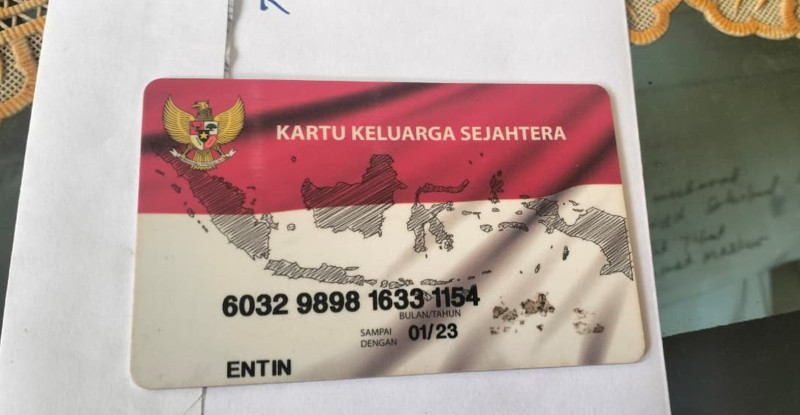 KARTU KELUARGA SEJAHTERA
6032 9898 1633 1154
BULAN/TAHUN
SAMPAI
DENGAN 01/23
ENTIN